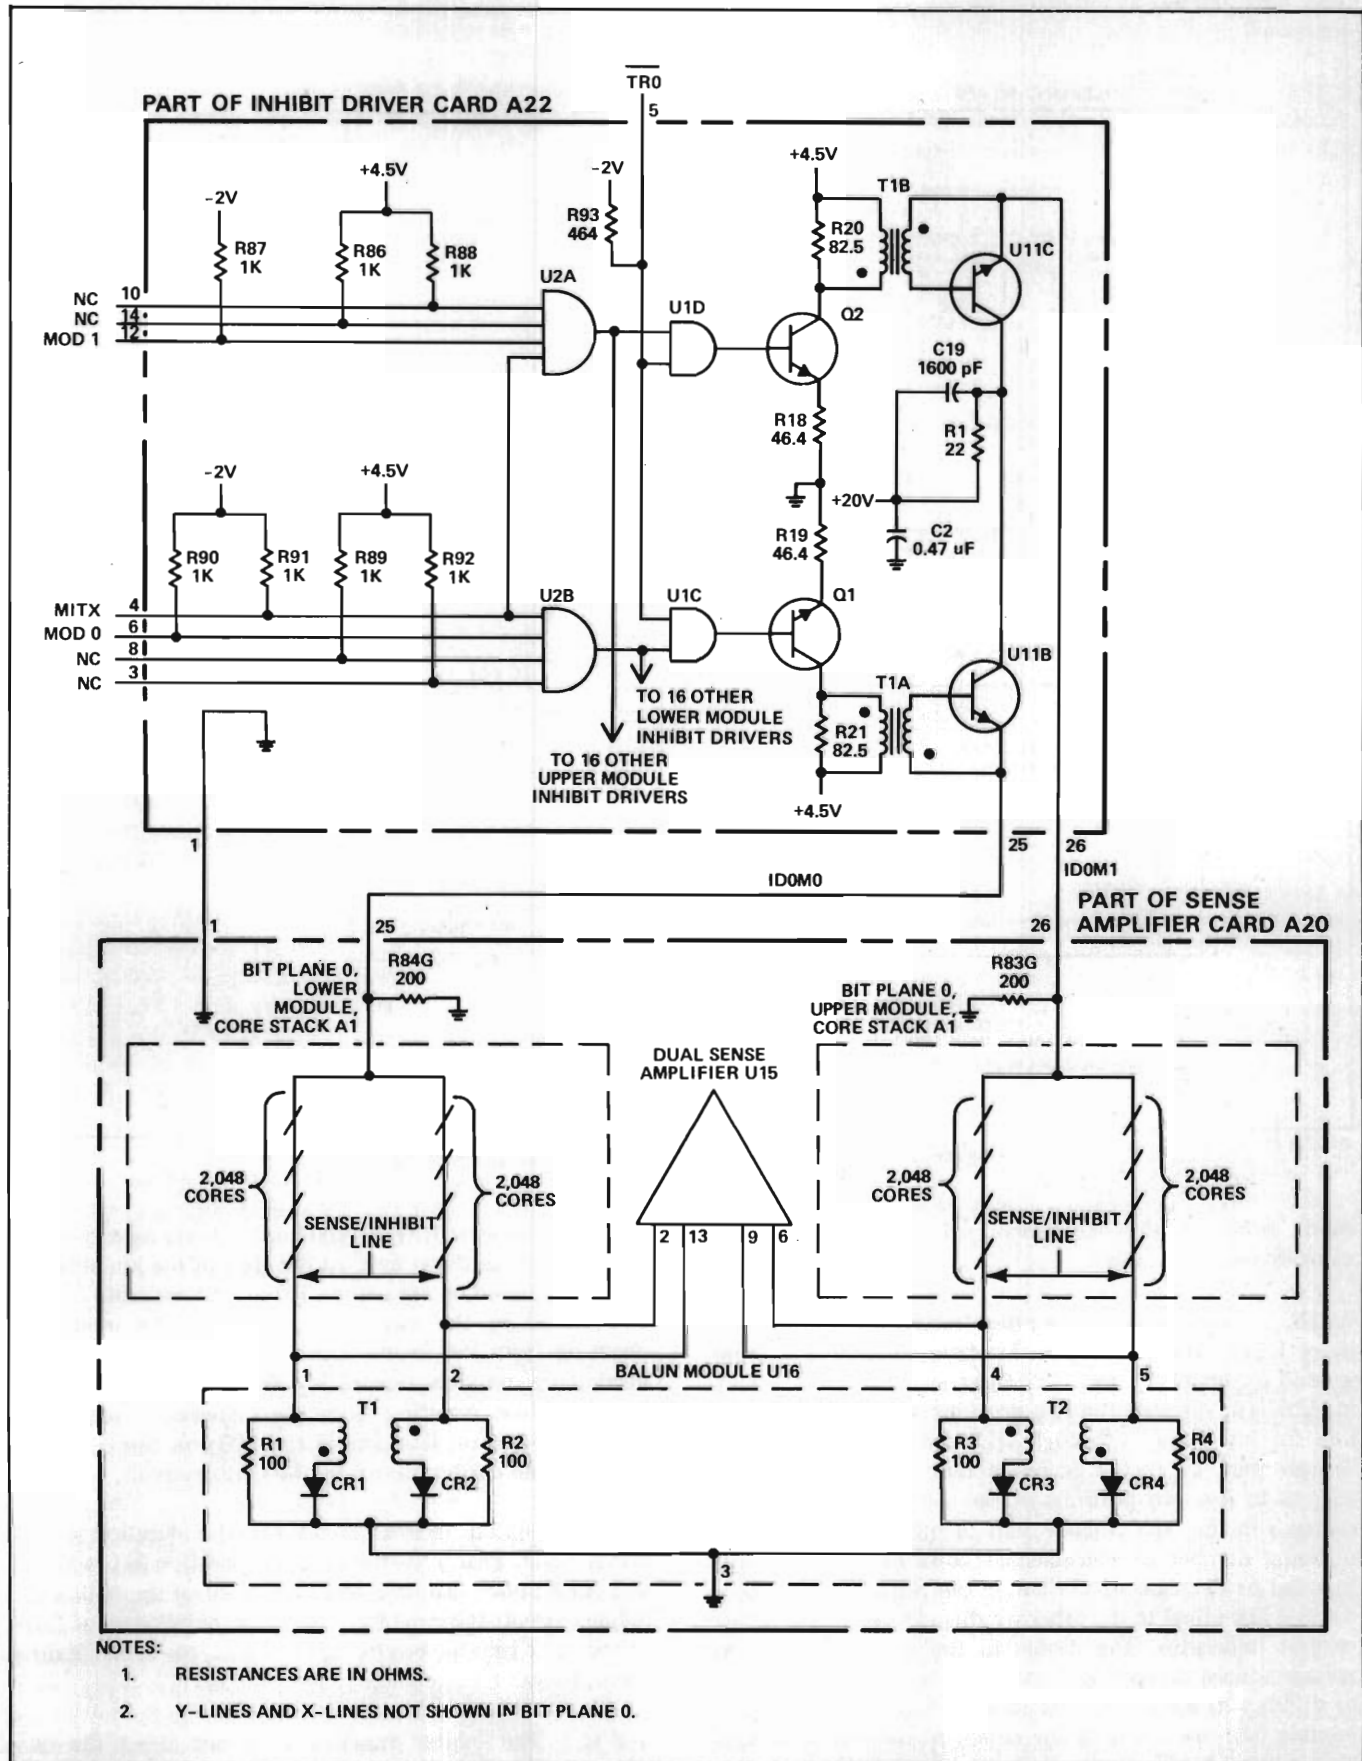 TR0
5
PART OF INHIBIT DRIVER CARD A22
+4.5V
-2V
+4.5V
T1B
-2V
R93
464
R20
82.5
R87
1K
R86
1K
R88
1K
U11C
U2A
NC 10
NC 14
MOD 1 12
U1D
Q2
C19
1600 pF
R18
46.4
R1
22
-2V
+4.5V
+20V
R19
46.4
C2
0.47 uF
R90
1K
R91
1K
R89
1K
R92
1K
U2B
U1C
Q1
MITX 4
MOD 0 6
NC 8
NC 3
U11B
T1A
TO 16 OTHER
LOWER MODULE
INHIBIT DRIVERS
R21
82.5
TO 16 OTHER
UPPER MODULE
INHIBIT DRIVERS
+4.5V
1
25
26
ID0M0
ID0M1
PART OF SENSE
AMPLIFIER CARD A20
1
25
26
BIT PLANE 0,
LOWER
MODULE,
CORE STACK A1
R84G
200
R83G
200
BIT PLANE 0,
UPPER MODULE,
CORE STACK A1
DUAL SENSE
AMPLIFIER U15
2,048
CORES
2,048
CORES
2,048
CORES
2,048
CORES
SENSE/INHIBIT
LINE
SENSE/INHIBIT
LINE
2 13 9 6
BALUN MODULE U16
1 2 4 5
T1
T2
R1
100
R2
100
R3
100
R4
100
CR1
CR2
CR3
CR4
3
NOTES:
1. RESISTANCES ARE IN OHMS.
2. Y-LINES AND X-LINES NOT SHOWN IN BIT PLANE 0.